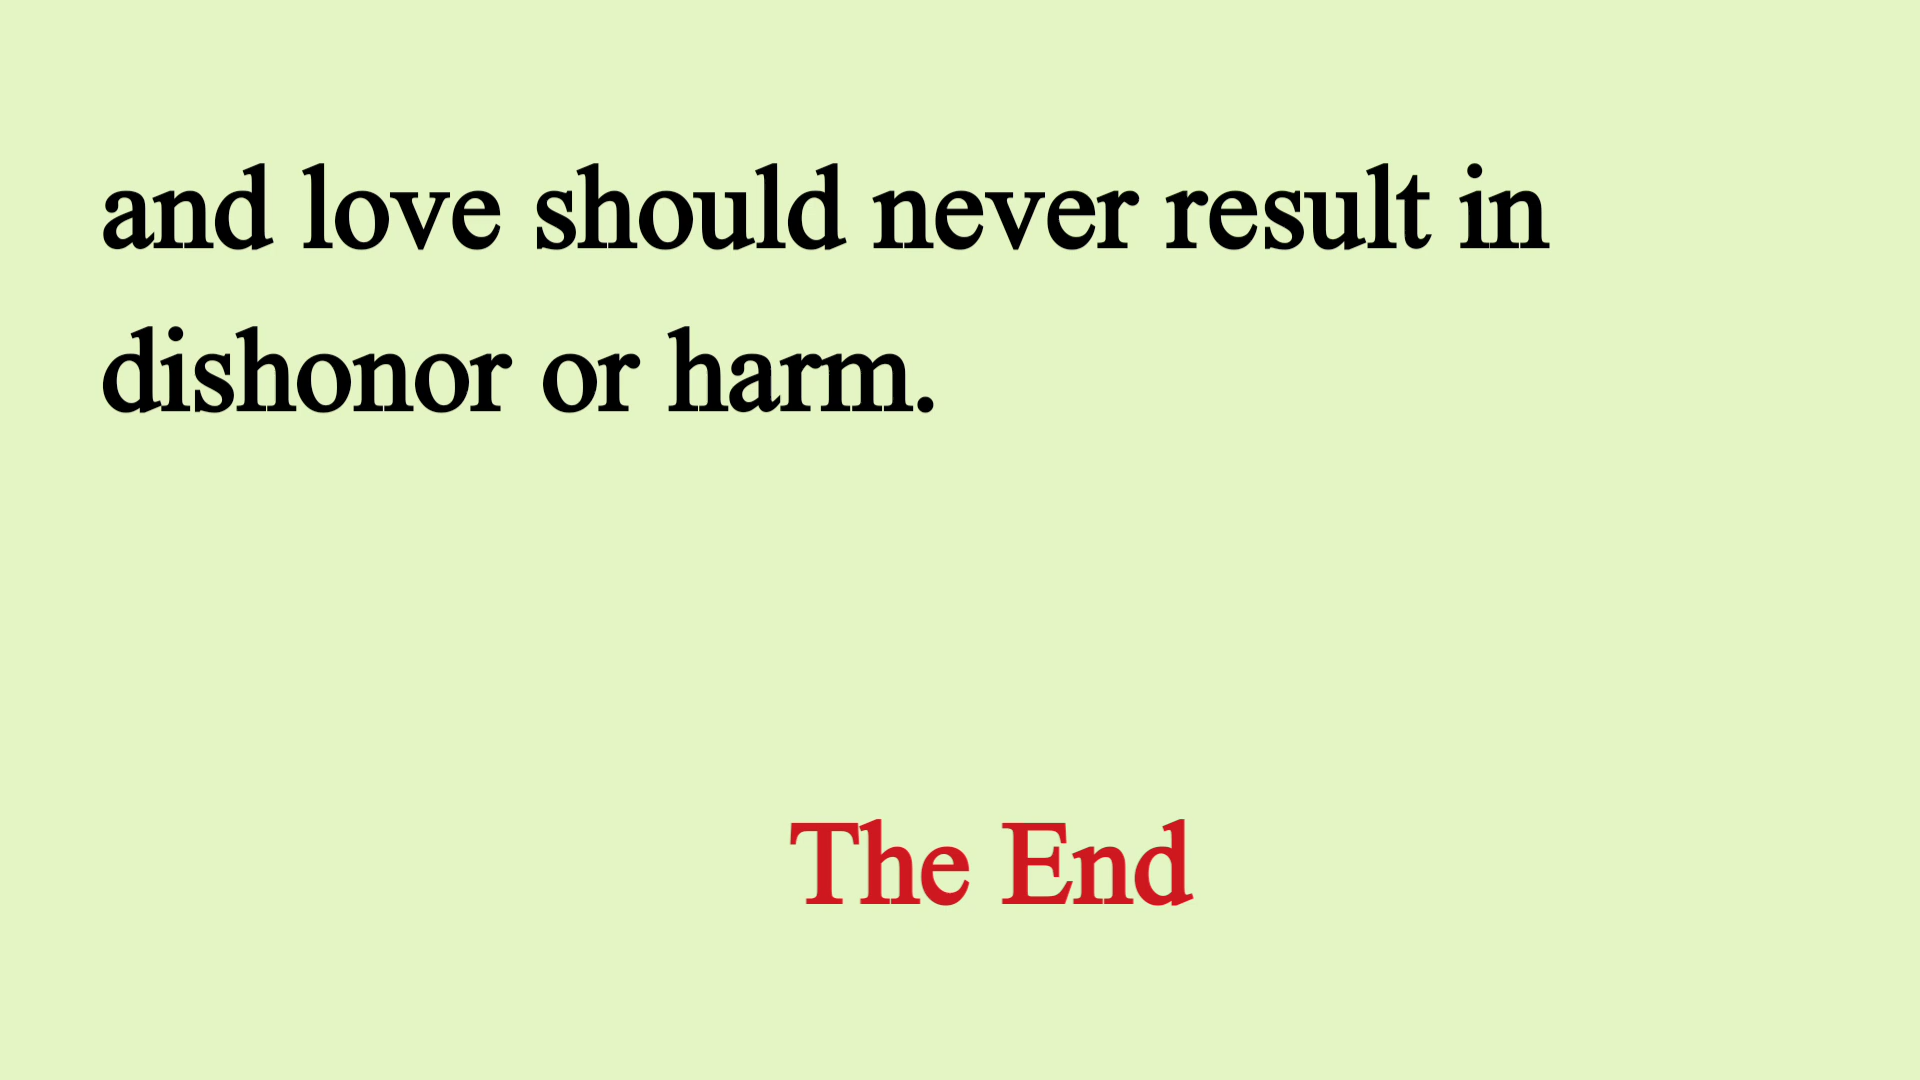 and love should never result in
dishonor or harm.
The End